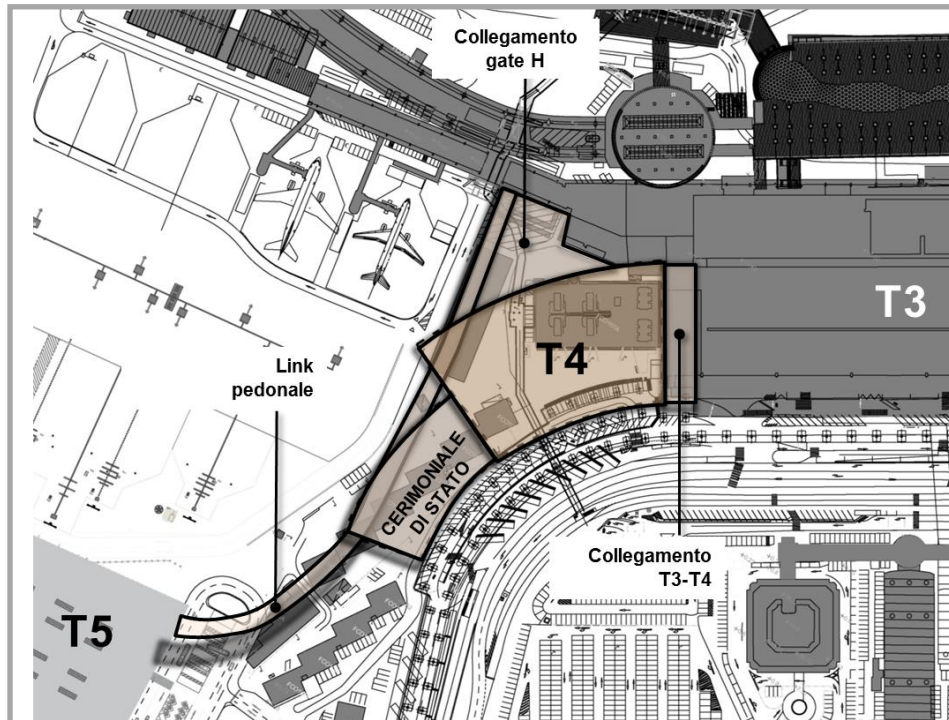 Collegamento
gate H
T3
T4
Link
pedonale
CERIMONIALE
DI STATO
Collegamento
T3-T4
T5